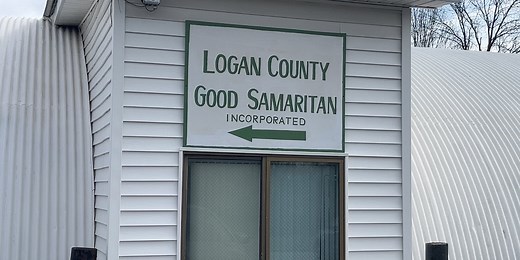 LOGAN COUNTY
GOOD SAMARITAN
INCORPORATED